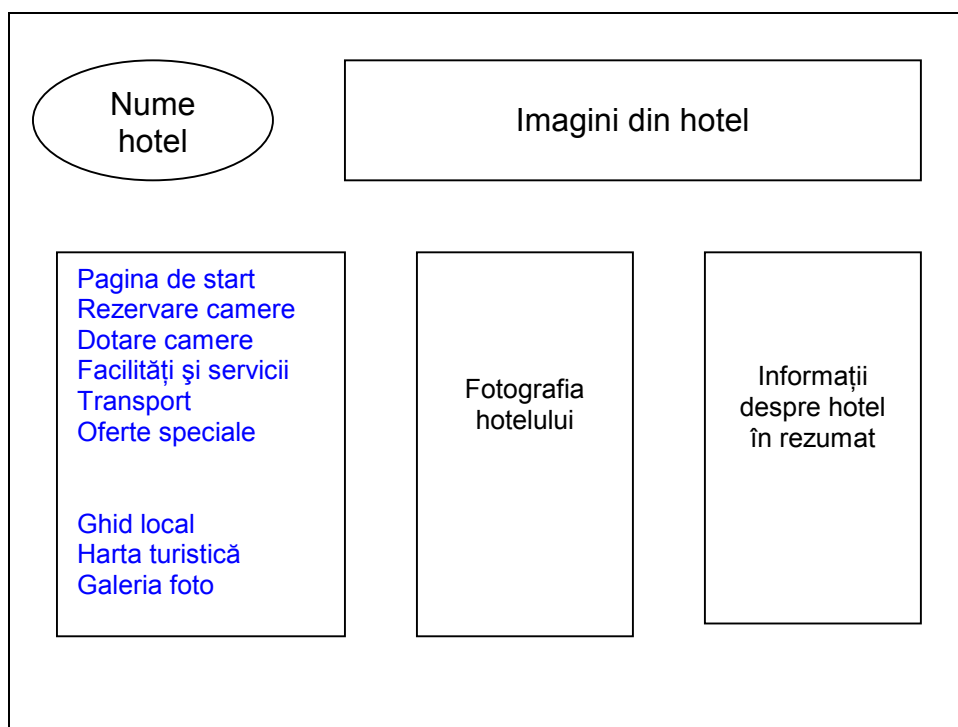 Nume
hotel
Imagini din hotel
Pagina de start
Rezervare camere
Dotare camere
Facilități şi servicii
Transport
Oferte speciale
Ghid local
Harta turistică
Galeria foto
Fotografia
hotelului
Informații
despre hotel
în rezumat